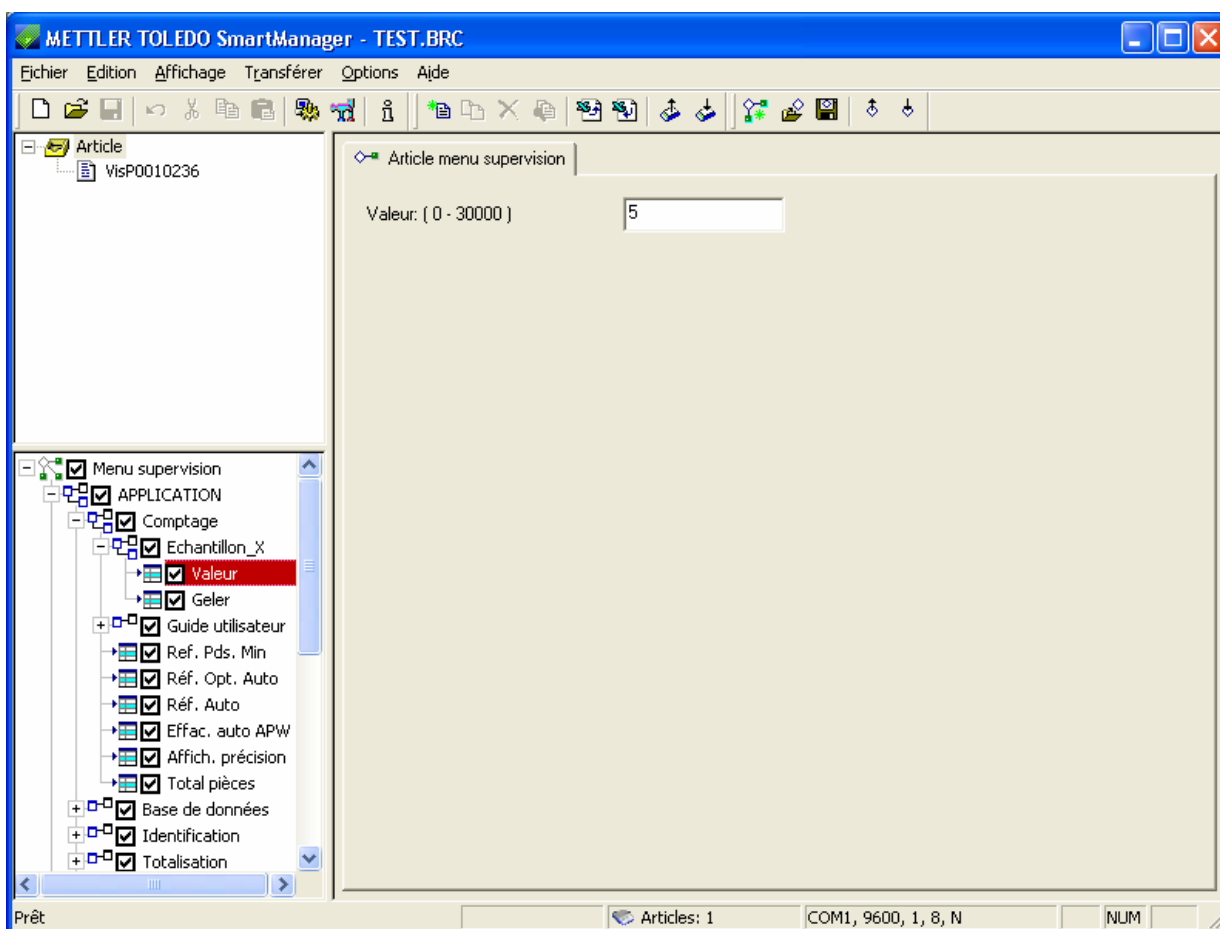 METTLER TOLEDO SmartManager - TEST.BRC
Fichier Edition Affichage Transférer Options Aide
Article
VisP0010236
Article menu supervision
Valeur: ( 0 - 30000 ) 5
Menu supervision
APPLICATION
Comptage
Echantillon_X
Valeur
Geler
Guide utilisateur
Ref. Pds. Min
Réf. Opt. Auto
Réf. Auto
Effac. auto APW
Affich. précision
Total pièces
Base de données
Identification
Totalisation
Prêt Articles: 1 COM1, 9600, 1, 8, N NUM